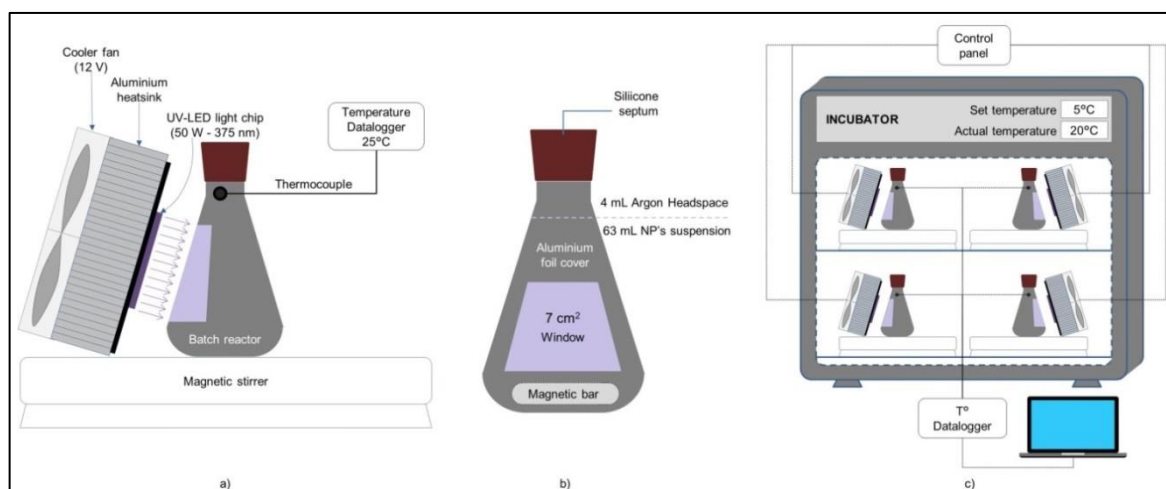 Cooler fan
(12 V)
Aluminium
heatsink
UV-LED light chip
(50 W - 375 nm)
Temperature
Datalogger
25ºC
Thermocouple
Batch reactor
Magnetic stirrer
a)
Siliicone
septum
4 mL Argon Headspace
63 mL NP's suspension
Aluminium
foil cover
7 cm²
Window
Magnetic bar
b)
Control
panel
INCUBATOR
Set temperature 5ºC
Actual temperature 20ºC
Tº
Datalogger
c)